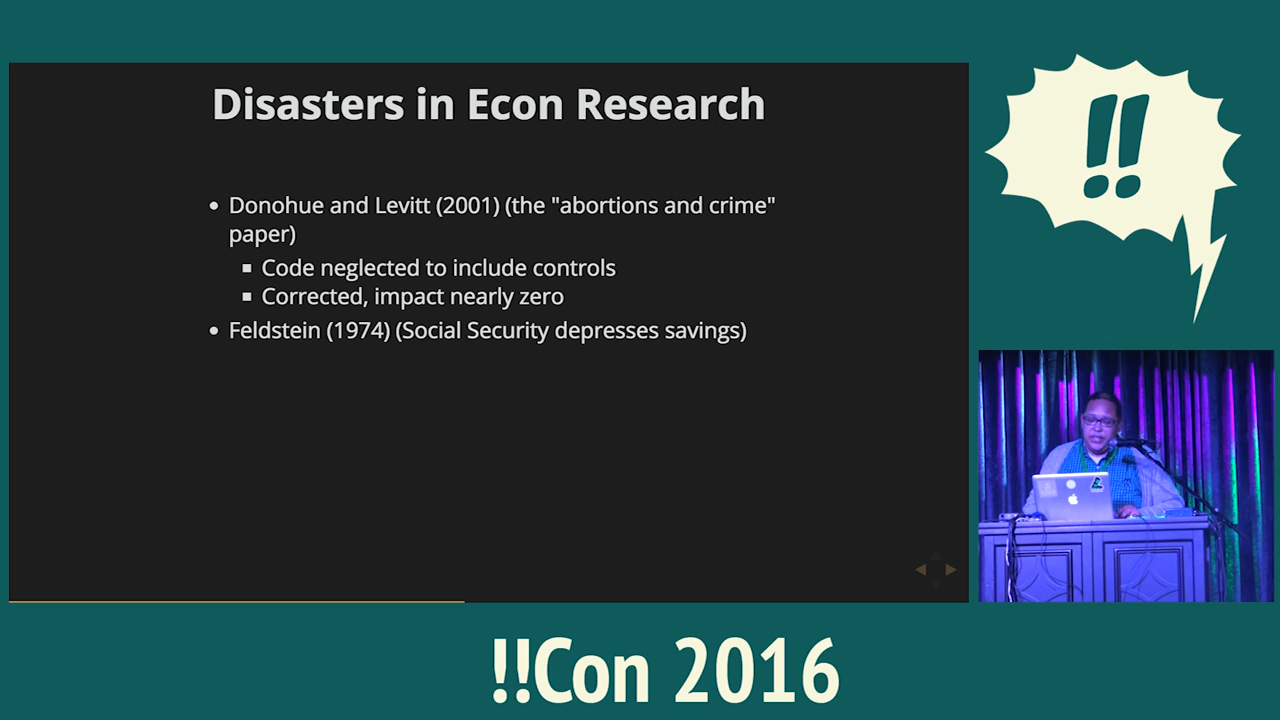 Disasters in Econ Research
• Donohue and Levitt (2001) (the "abortions and crime"
paper)
▪ Code neglected to include controls
▪ Corrected, impact nearly zero
• Feldstein (1974) (Social Security depresses savings)
!!
!!Con 2016